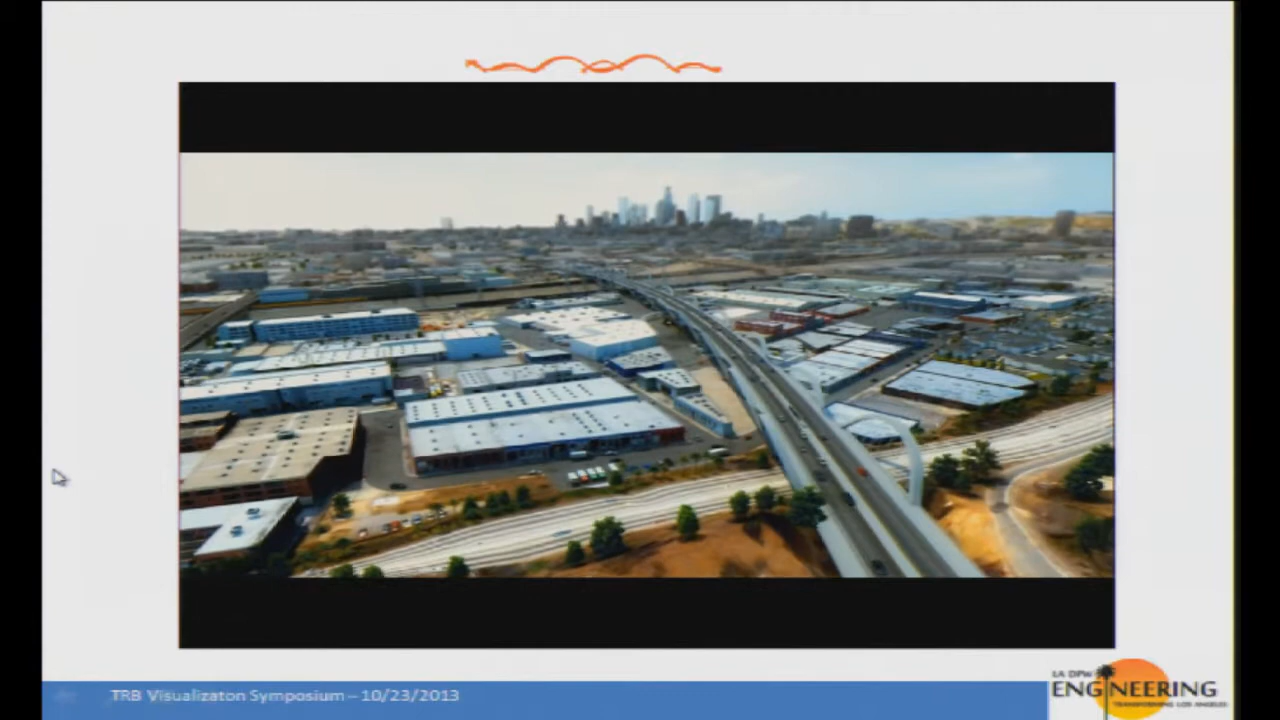 TRB Visualizaton Symposium – 10/23/2013
LA DPW
ENGINEERING
TRANSFORMING LOS ANGELES